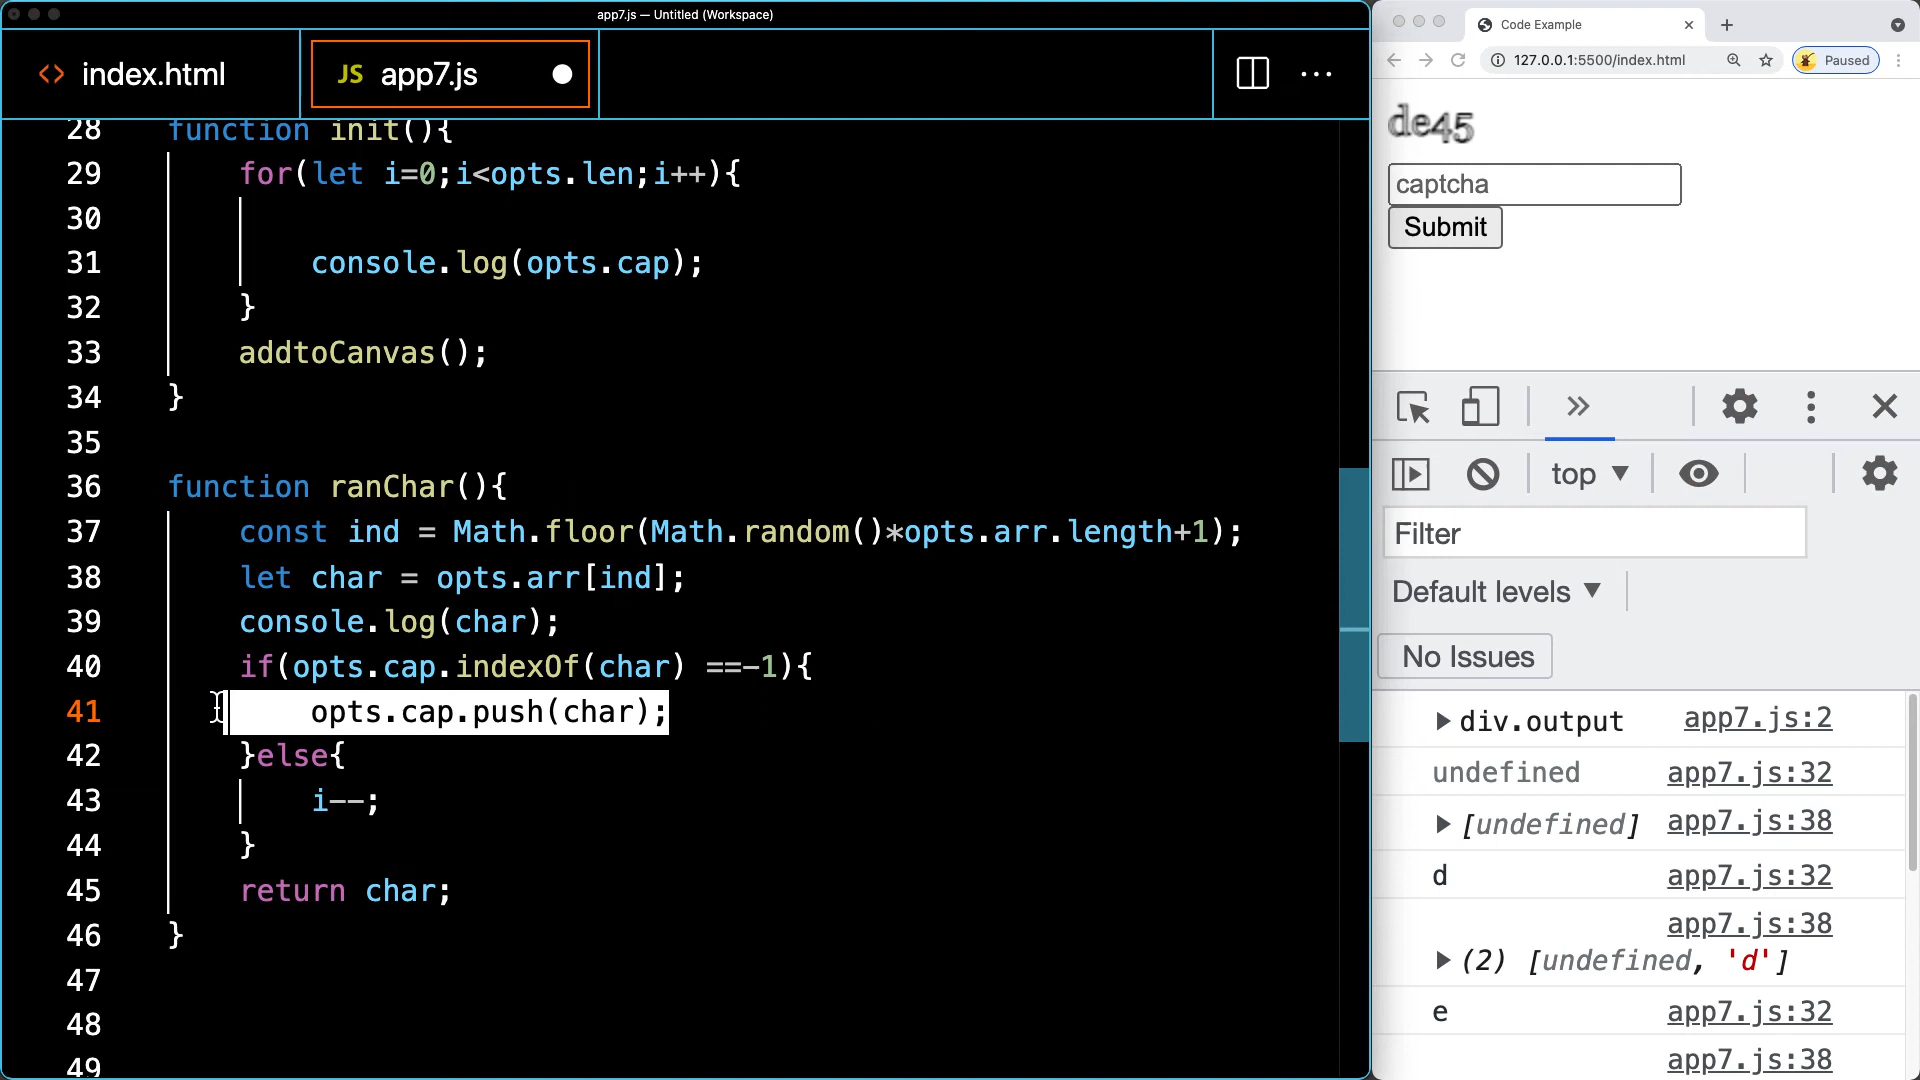 app7.js — Untitled (Workspace)
<> index.html
JS app7.js
28 function init(){
29 for(let i=0;i<opts.len;i++){
30
31 console.log(opts.cap);
32 }
33 addtoCanvas();
34 }
35
36 function ranChar(){
37 const ind = Math.floor(Math.random()*opts.arr.length+1);
38 let char = opts.arr[ind];
39 console.log(char);
40 if(opts.cap.indexOf(char) ==-1){
41 opts.cap.push(char);
42 }else{
43 i--;
44 }
45 return char;
46 }
47
48
49
Code Example
127.0.0.1:5500/index.html
Paused
de45
captcha
Submit
top
Filter
Default levels
No Issues
div.output app7.js:2
undefined app7.js:32
[undefined] app7.js:38
d app7.js:32
app7.js:38
(2) [undefined, 'd']
e app7.js:32
app7.js:38